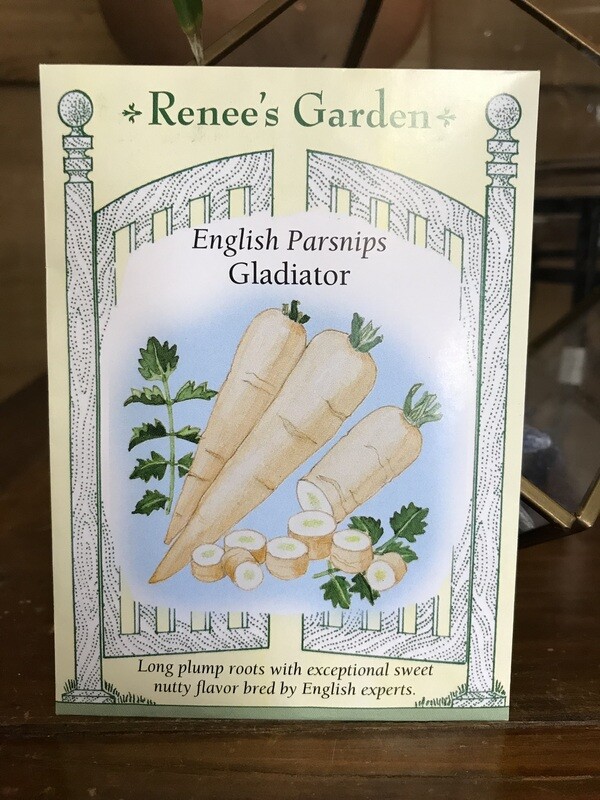 Renee's Garden
English Parsnips
Gladiator
Long plump roots with exceptional sweet
nutty flavor bred by English experts.